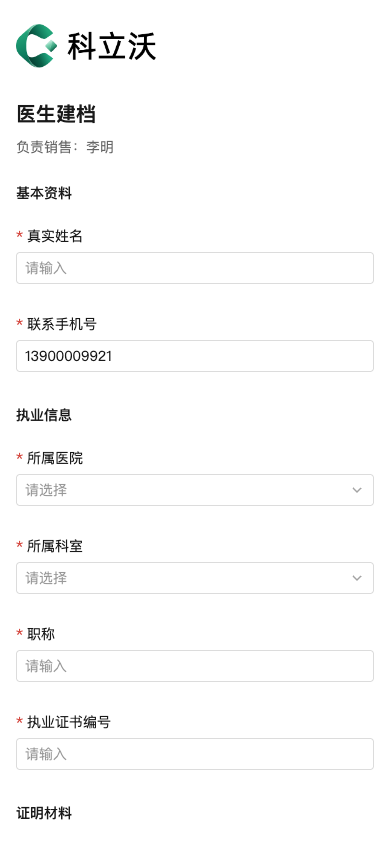 科立沃
医生建档
负责销售：李明
基本资料
* 真实姓名
请输入
* 联系手机号
13900009921
执业信息
* 所属医院
请选择
* 所属科室
请选择
* 职称
请输入
* 执业证书编号
请输入
证明材料